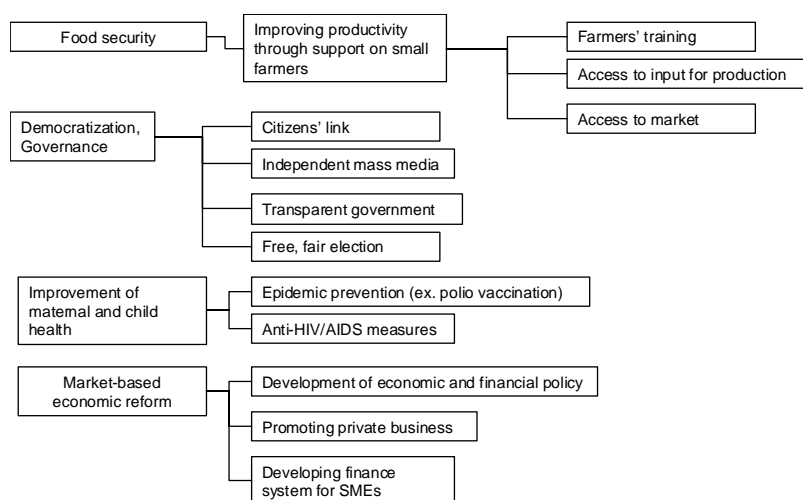 Food security
Improving productivity
through support on small
farmers
Farmers' training
Access to input for production
Access to market
Democratization,
Governance
Citizens' link
Independent mass media
Transparent government
Free, fair election
Improvement of
maternal and child
health
Epidemic prevention (ex. polio vaccination)
Anti-HIV/AIDS measures
Market-based
economic reform
Development of economic and financial policy
Promoting private business
Developing finance
system for SMEs